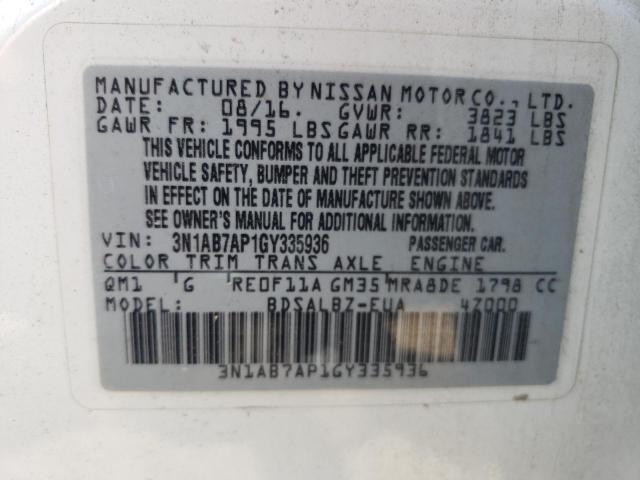 MANUFACTURED BY NISSAN MOTOR CO., LTD.
DATE: 08/16. GVWR: 3823 LBS
GAWR FR: 1995 LBS GAWR RR: 1841 LBS
THIS VEHICLE CONFORMS TO ALL APPLICABLE FEDERAL MOTOR
VEHICLE SAFETY, BUMPER AND THEFT PREVENTION STANDARDS
IN EFFECT ON THE DATE OF MANUFACTURE SHOWN ABOVE.
SEE OWNER'S MANUAL FOR ADDITIONAL INFORMATION.
VIN: 3N1AB7AP1GY335936 PASSENGER CAR.
COLOR TRIM TRANS AXLE ENGINE
QM1 G RE0F11A GM35 MRA8DE 1798 CC
MODEL: BDSALBZ-EUA 4Z000
3N1AB7AP1GY335936